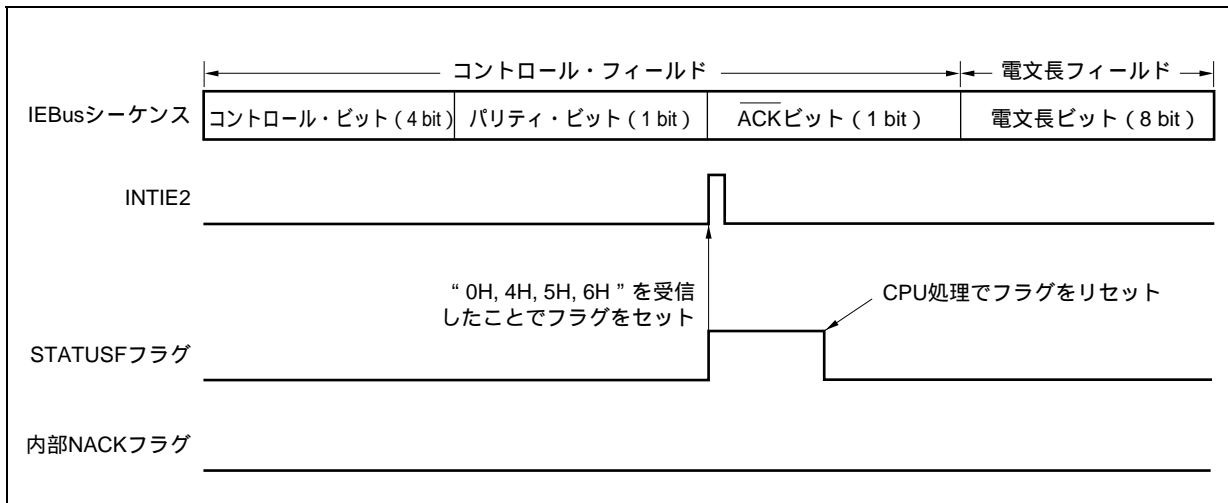 コントロール・フィールド
電文長フィールド
IEBusシーケンス
コントロール・ビット(4 bit)
パリティ・ビット(1 bit)
ACKビット(1 bit)
電文長ビット(8 bit)
INTIE2
“0H, 4H, 5H, 6H”を受信
したことでフラグをセット
CPU処理でフラグをリセット
STATUSFフラグ
内部NACKフラグ